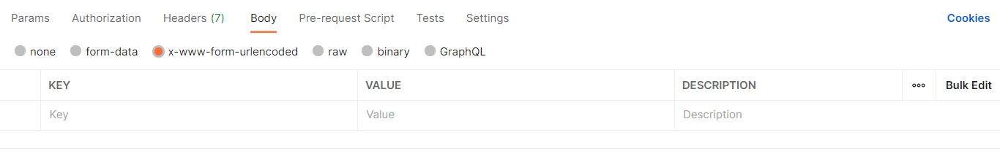 Params Authorization Headers (7) Body Pre-request Script Tests Settings Cookies
none form-data x-www-form-urlencoded raw binary GraphQL
KEY VALUE DESCRIPTION ooo Bulk Edit
Key Value Description